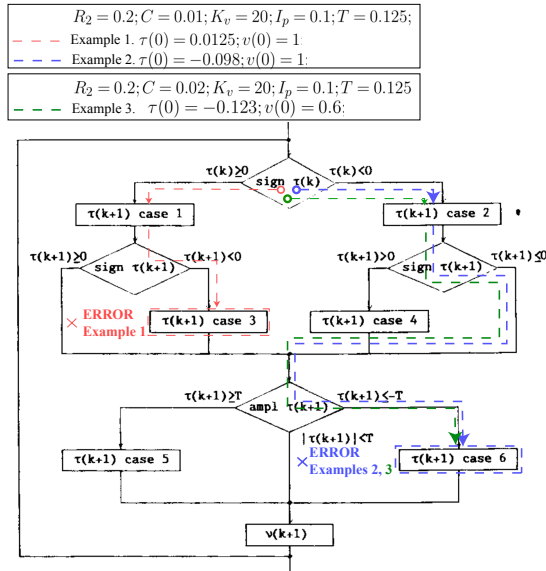 R₂ = 0.2; C = 0.01; K_v = 20; I_p = 0.1; T = 0.125;
Example 1. τ(0) = 0.0125; v(0) = 1;
Example 2. τ(0) = −0.098; v(0) = 1;
R₂ = 0.2; C = 0.02; K_v = 20; I_p = 0.1; T = 0.125
Example 3. τ(0) = −0.123; v(0) = 0.6;
τ(k)≥0
τ(k)<0
sign τ(k)
τ(k+1) case 1
τ(k+1) case 2
τ(k+1)≥0
τ(k+1)<0
τ(k+1)>0
τ(k+1)≤0
sign τ(k+1)
sign τ(k+1)
× ERROR
Example 1
τ(k+1) case 3
τ(k+1) case 4
τ(k+1)≥T
τ(k+1)<-T
ampl τ(k+1)
|τ(k+1)|<T
τ(k+1) case 5
× ERROR
Examples 2, 3
τ(k+1) case 6
ν(k+1)